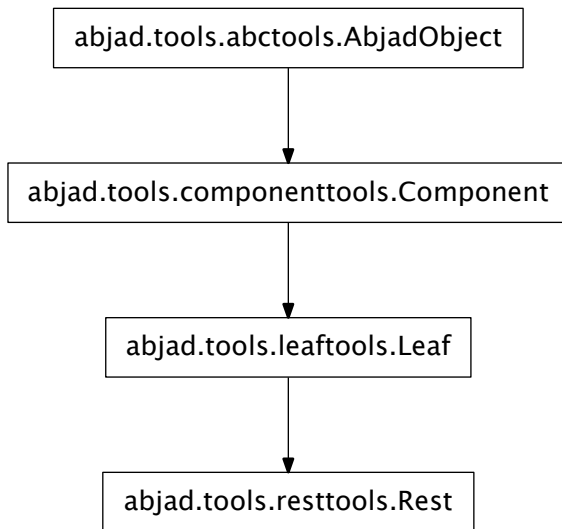 abjad.tools.abctools.AbjadObject
abjad.tools.componenttools.Component
abjad.tools.leaftools.Leaf
abjad.tools.resttools.Rest